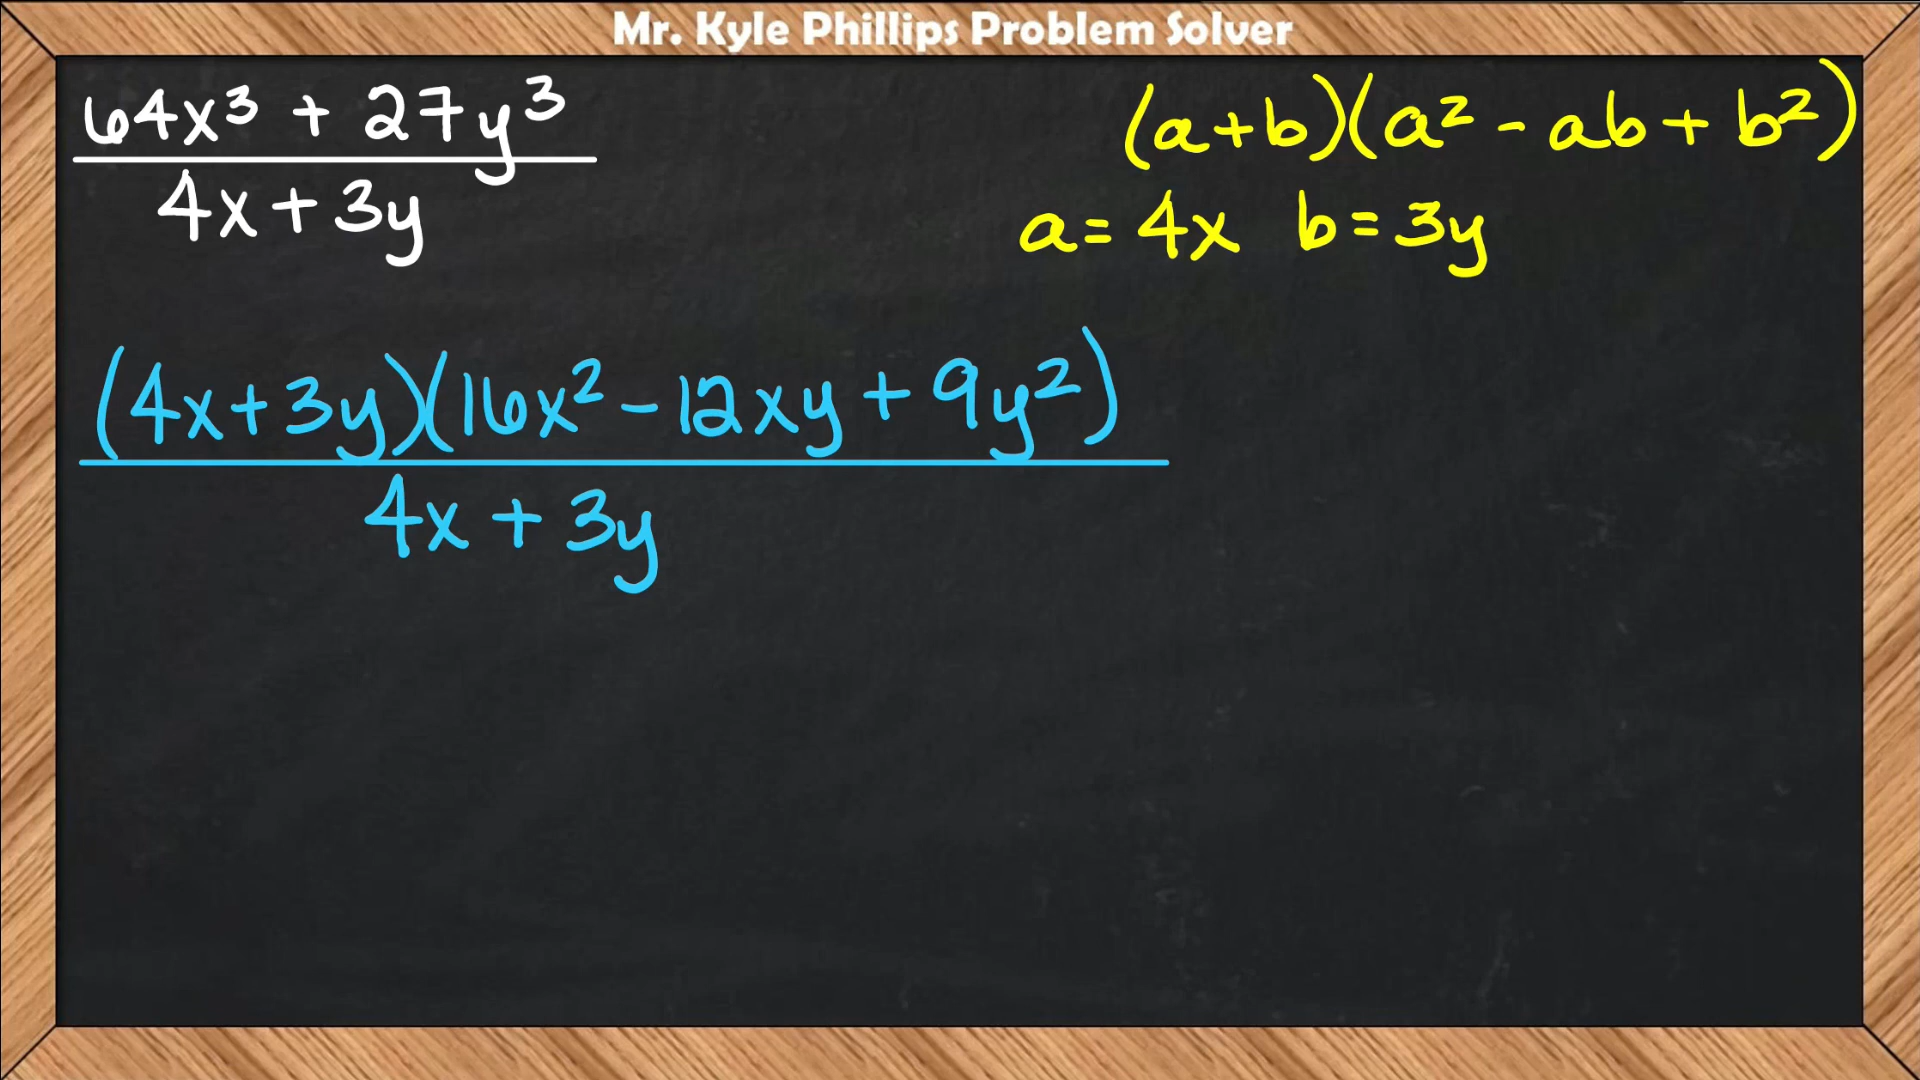 Mr. Kyle Phillips Problem Solver
64x³ + 27y³
4x + 3y
(a+b)(a² - ab + b²)
a = 4x b = 3y
(4x+3y)(16x² - 12xy + 9y²)
4x + 3y